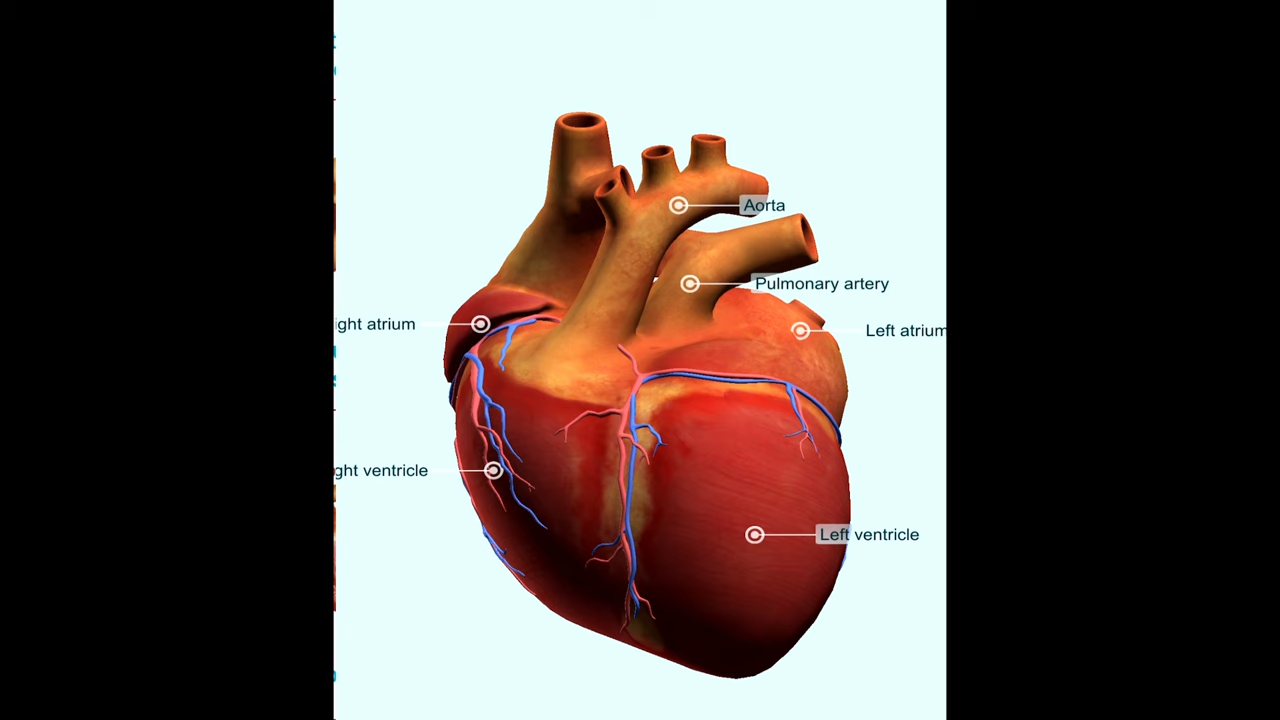 Aorta
Pulmonary artery
ight atrium
Left atrium
ght ventricle
Left ventricle